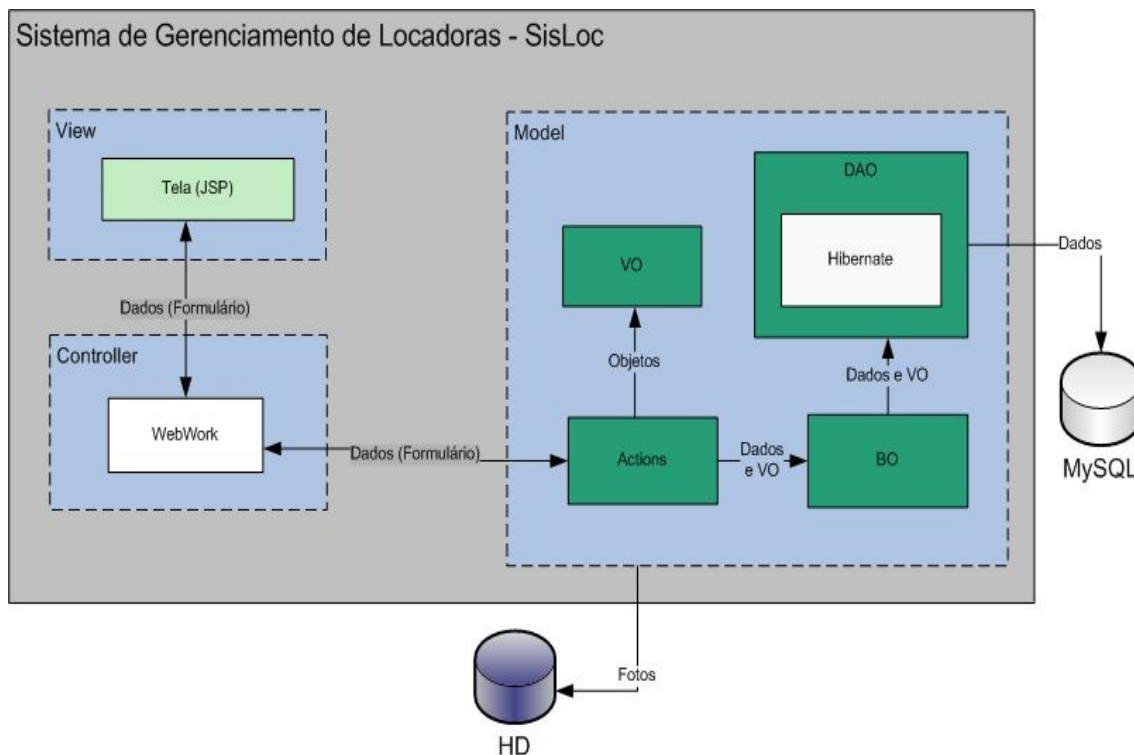 Sistema de Gerenciamento de Locadoras - SisLoc
View
Tela (JSP)
Dados (Formulário)
Controller
WebWork
Dados (Formulário)
Model
DAO
Hibernate
VO
Objetos
Dados e VO
Actions
Dados
e VO
BO
Dados
MySQL
Fotos
HD